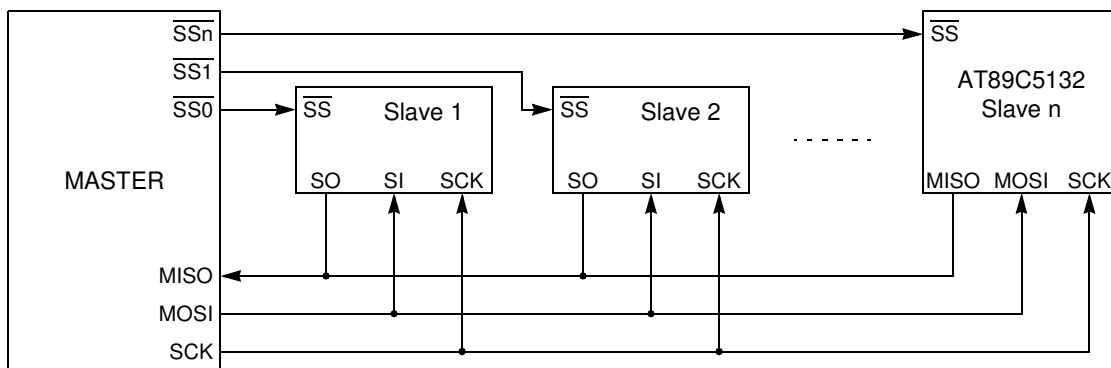 SSn
SS
SS1
AT89C5132
Slave n
SS0
SS
Slave 1
SS
Slave 2
MASTER
SO SI SCK
SO SI SCK
MISO MOSI SCK
MISO
MOSI
SCK